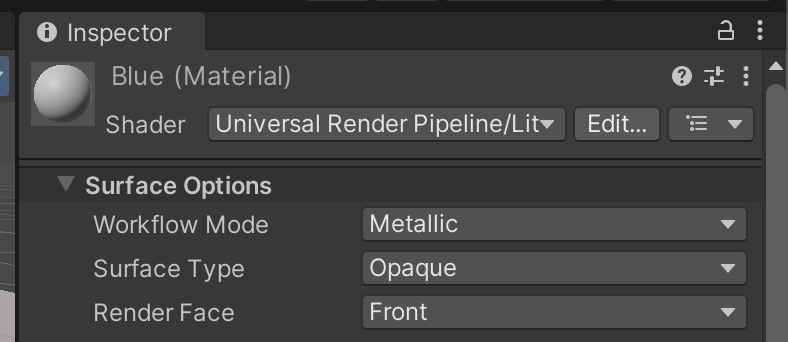 Inspector
Blue (Material)
Shader Universal Render Pipeline/Lit Edit...
Surface Options
Workflow Mode Metallic
Surface Type Opaque
Render Face Front